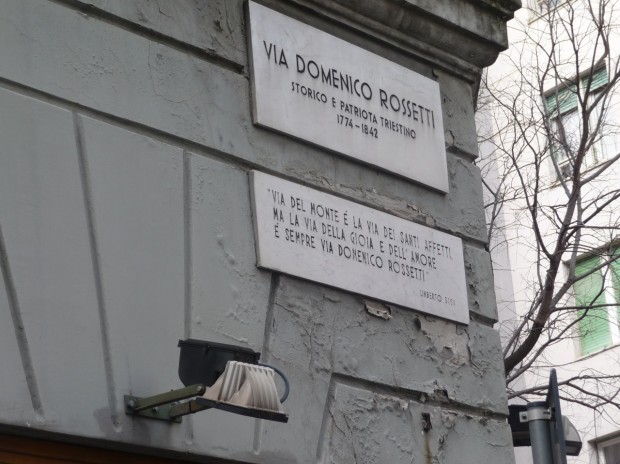 VIA DOMENICO ROSSETTI
STORICO E PATRIOTA TRIESTINO
1774-1842
"VIA DEL MONTE É LA VIA DEI SANTI AFFETTI,
MA LA VIA DELLA GIOIA E DELL'AMORE
É SEMPRE VIA DOMENICO ROSSETTI"
UMBERTO SABA